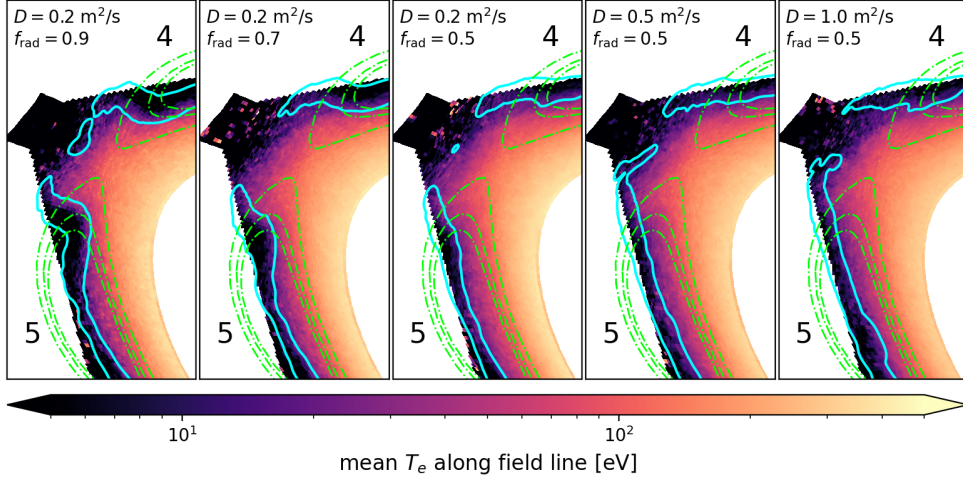 D = 0.2 m²/s
f_rad = 0.9
4
5
D = 0.2 m²/s
f_rad = 0.7
4
D = 0.2 m²/s
f_rad = 0.5
4
5
D = 0.5 m²/s
f_rad = 0.5
4
5
D = 1.0 m²/s
f_rad = 0.5
4
5
5
10¹
10²
mean T_e along field line [eV]